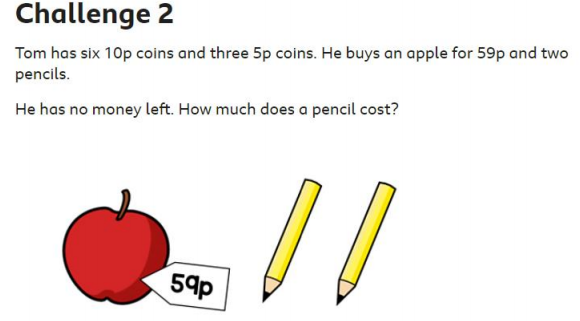 Challenge 2
Tom has six 10p coins and three 5p coins. He buys an apple for 59p and two
pencils.
He has no money left. How much does a pencil cost?
59p